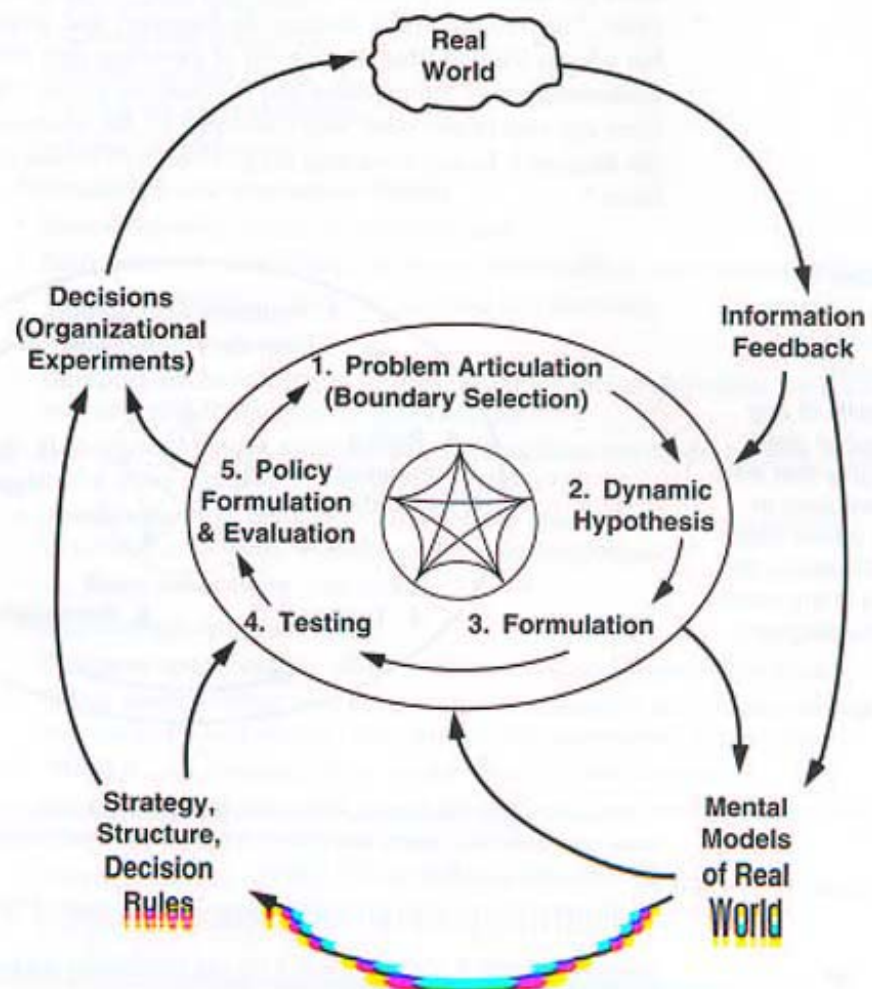 Real
World
Decisions
(Organizational
Experiments)
Information
Feedback
1. Problem Articulation
(Boundary Selection)
5. Policy
Formulation
& Evaluation
2. Dynamic
Hypothesis
4. Testing
3. Formulation
Strategy,
Structure,
Decision
Rules
Mental
Models
of Real
World